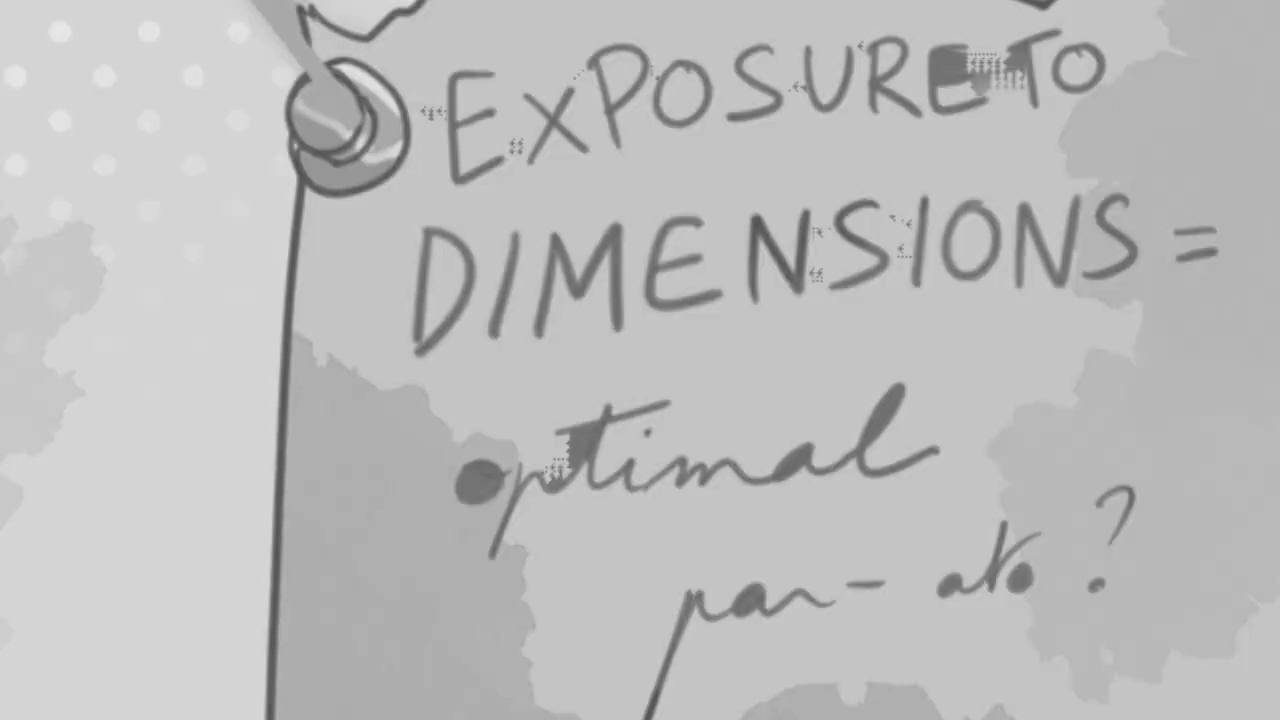 EXPOSURE TO
DIMENSIONS =
optimal
par- ato ?